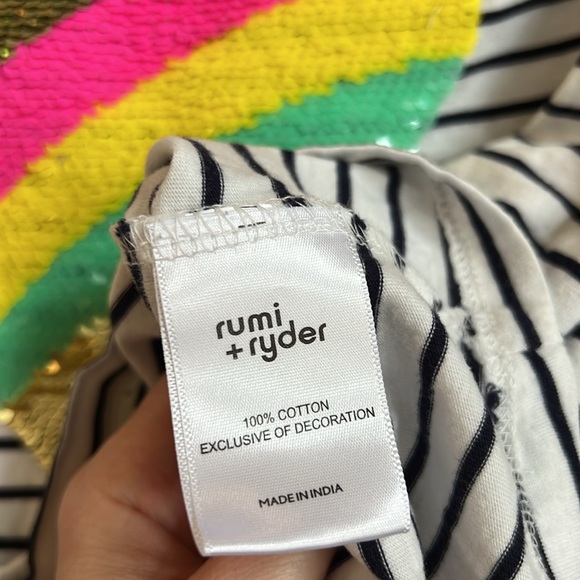 rumi
+ryder
100% COTTON
EXCLUSIVE OF DECORATION
MADE IN INDIA